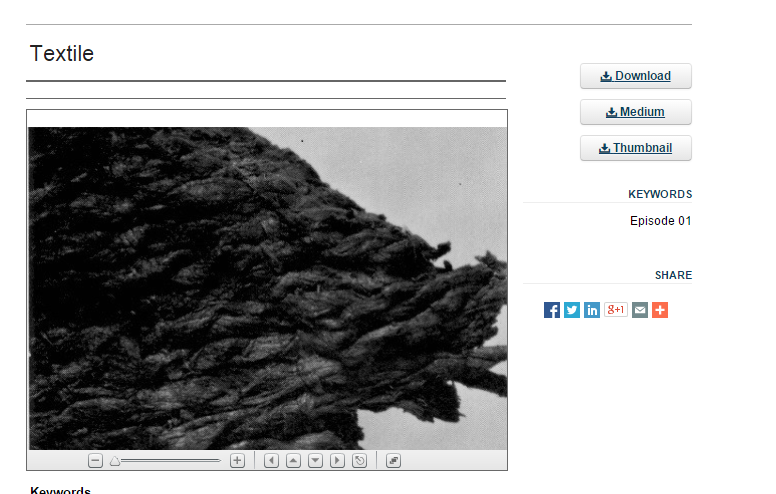 Textile
Download
Medium
Thumbnail
KEYWORDS
Episode 01
SHARE
g+1
Keywords